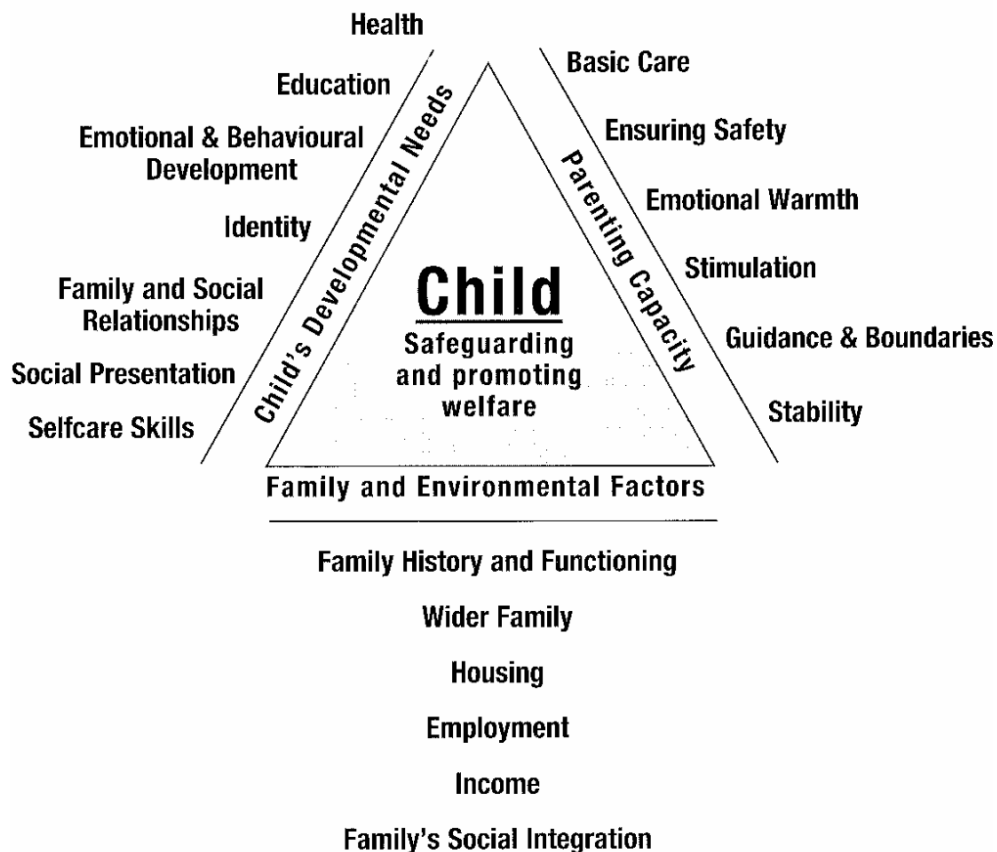 Health
Education
Emotional & Behavioural
Development
Identity
Family and Social
Relationships
Social Presentation
Selfcare Skills
Child's Developmental Needs
Basic Care
Ensuring Safety
Emotional Warmth
Stimulation
Guidance & Boundaries
Stability
Parenting Capacity
Child
Safeguarding
and promoting
welfare
Family and Environmental Factors
Family History and Functioning
Wider Family
Housing
Employment
Income
Family's Social Integration